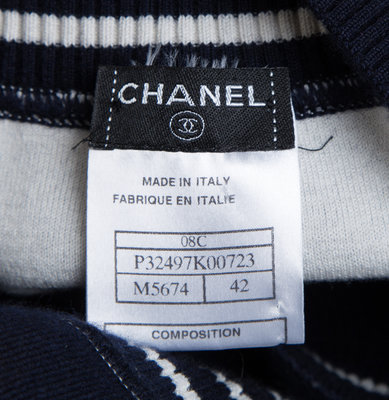 CHANEL
MADE IN ITALY
FABRIQUE EN ITALIE
08C
P32497K00723
M5674 42
COMPOSITION